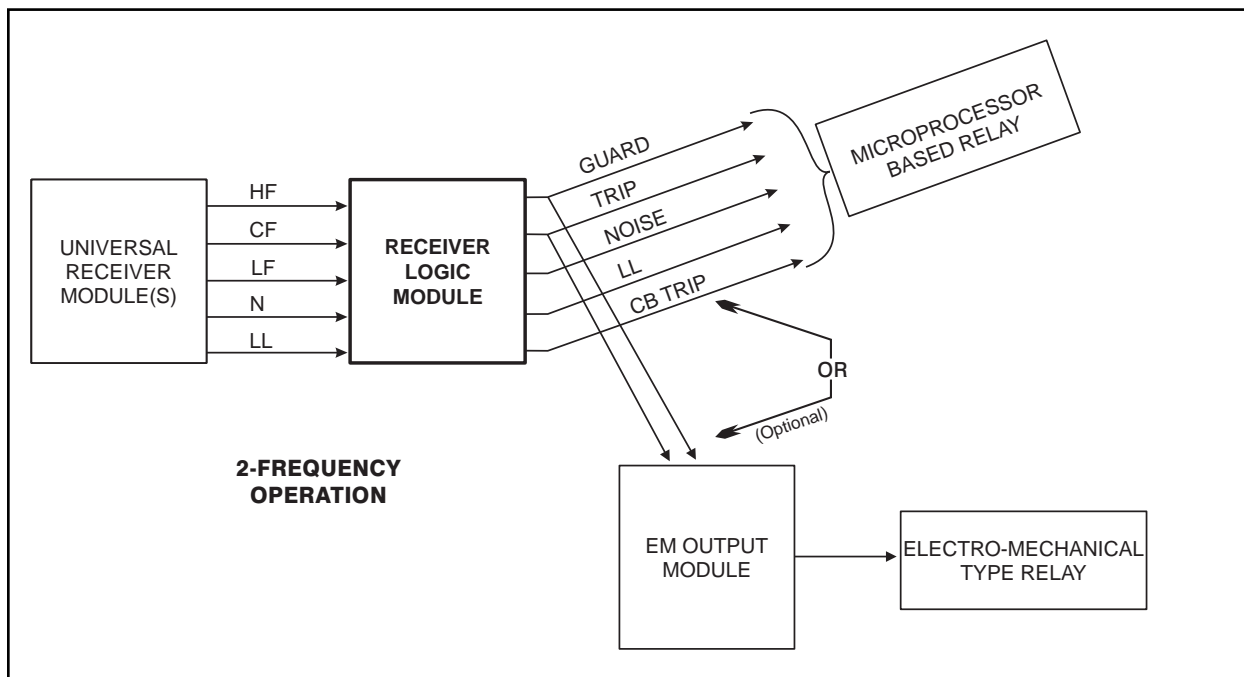 UNIVERSAL
RECEIVER
MODULE(S)
HF
CF
LF
N
LL
RECEIVER
LOGIC
MODULE
GUARD
TRIP
NOISE
LL
CB TRIP
MICROPROCESSOR
BASED RELAY
OR
(Optional)
2-FREQUENCY
OPERATION
EM OUTPUT
MODULE
ELECTRO-MECHANICAL
TYPE RELAY